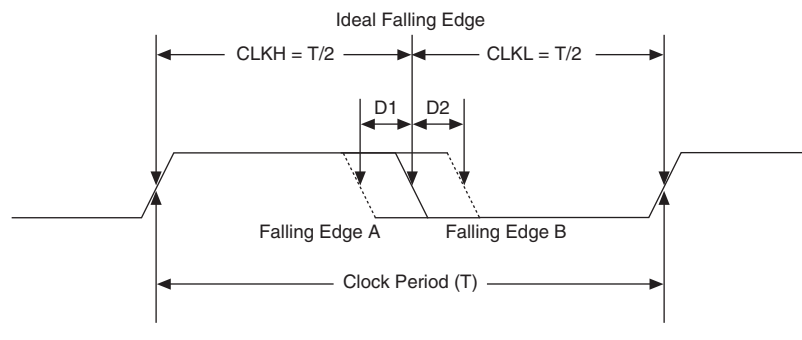 Ideal Falling Edge
CLKH = T/2
CLKL = T/2
D1
D2
Falling Edge A
Falling Edge B
Clock Period (T)